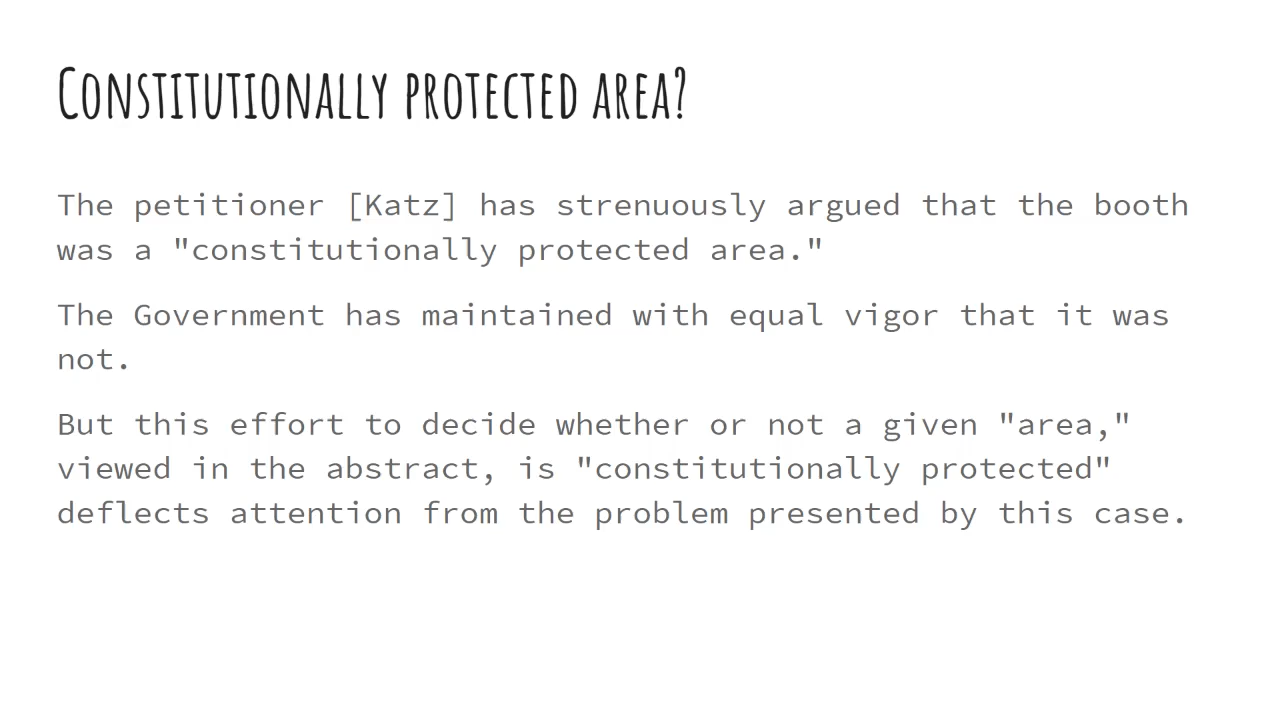 Constitutionally protected area?
The petitioner [Katz] has strenuously argued that the booth
was a "constitutionally protected area."
The Government has maintained with equal vigor that it was
not.
But this effort to decide whether or not a given "area,"
viewed in the abstract, is "constitutionally protected"
deflects attention from the problem presented by this case.